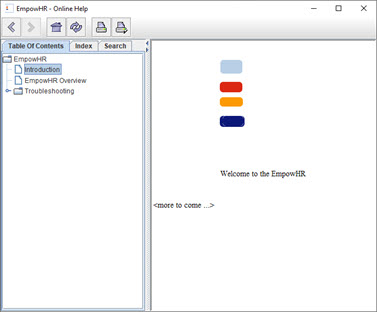 EmpowHR - Online Help
Table Of Contents Index Search
EmpowHR
Introduction
EmpowHR Overview
Troubleshooting
Welcome to the EmpowHR
<more to come ...>